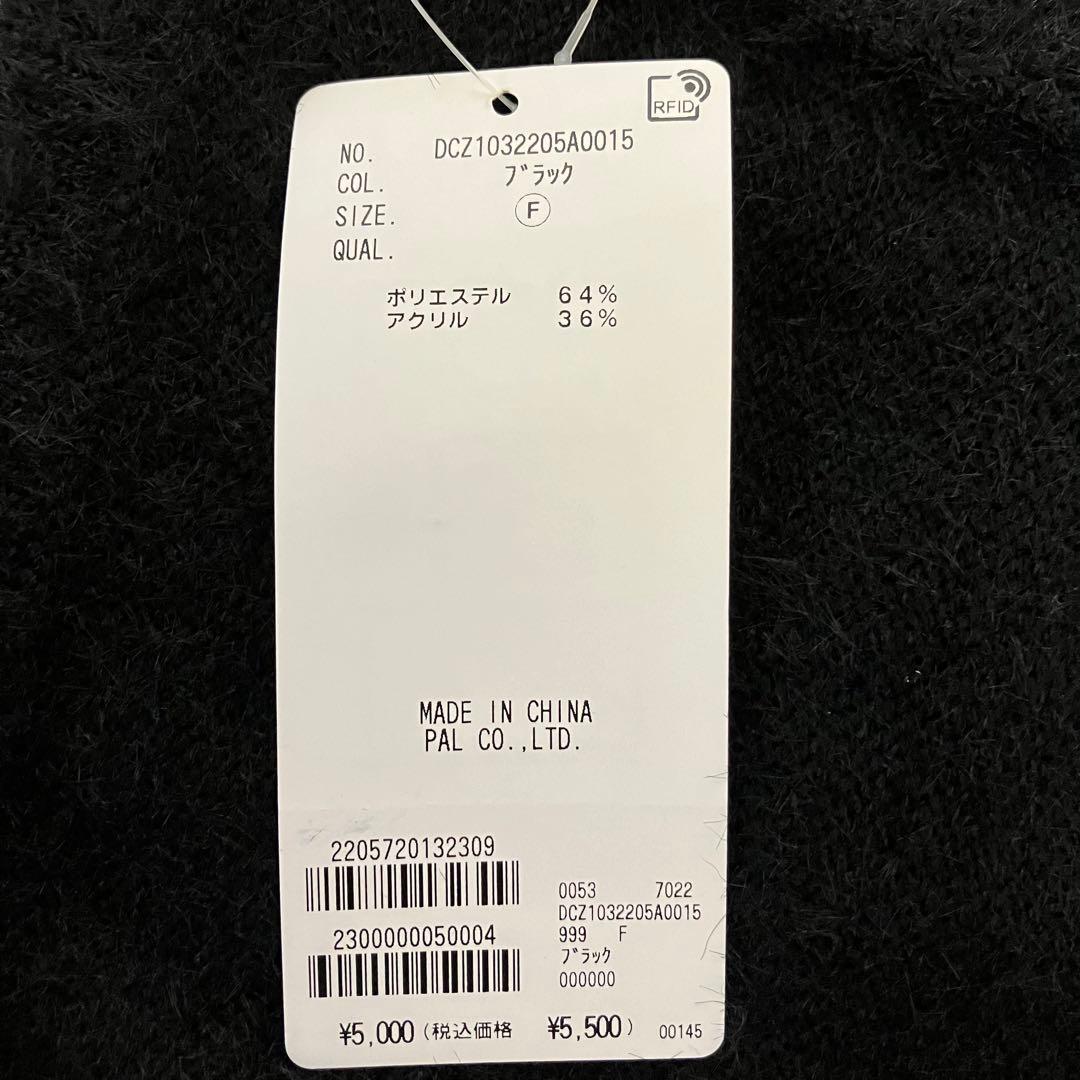 RFID
NO. DCZ1032205A0015
COL. ブラック
SIZE. F
QUAL.
ポリエステル 64%
アクリル 36%
MADE IN CHINA
PAL CO.,LTD.
2205720132309
2300000050004
0053 7022
DCZ1032205A0015
999 F
ブラック
000000
¥5,000 (税込価格 ¥5,500) 00145